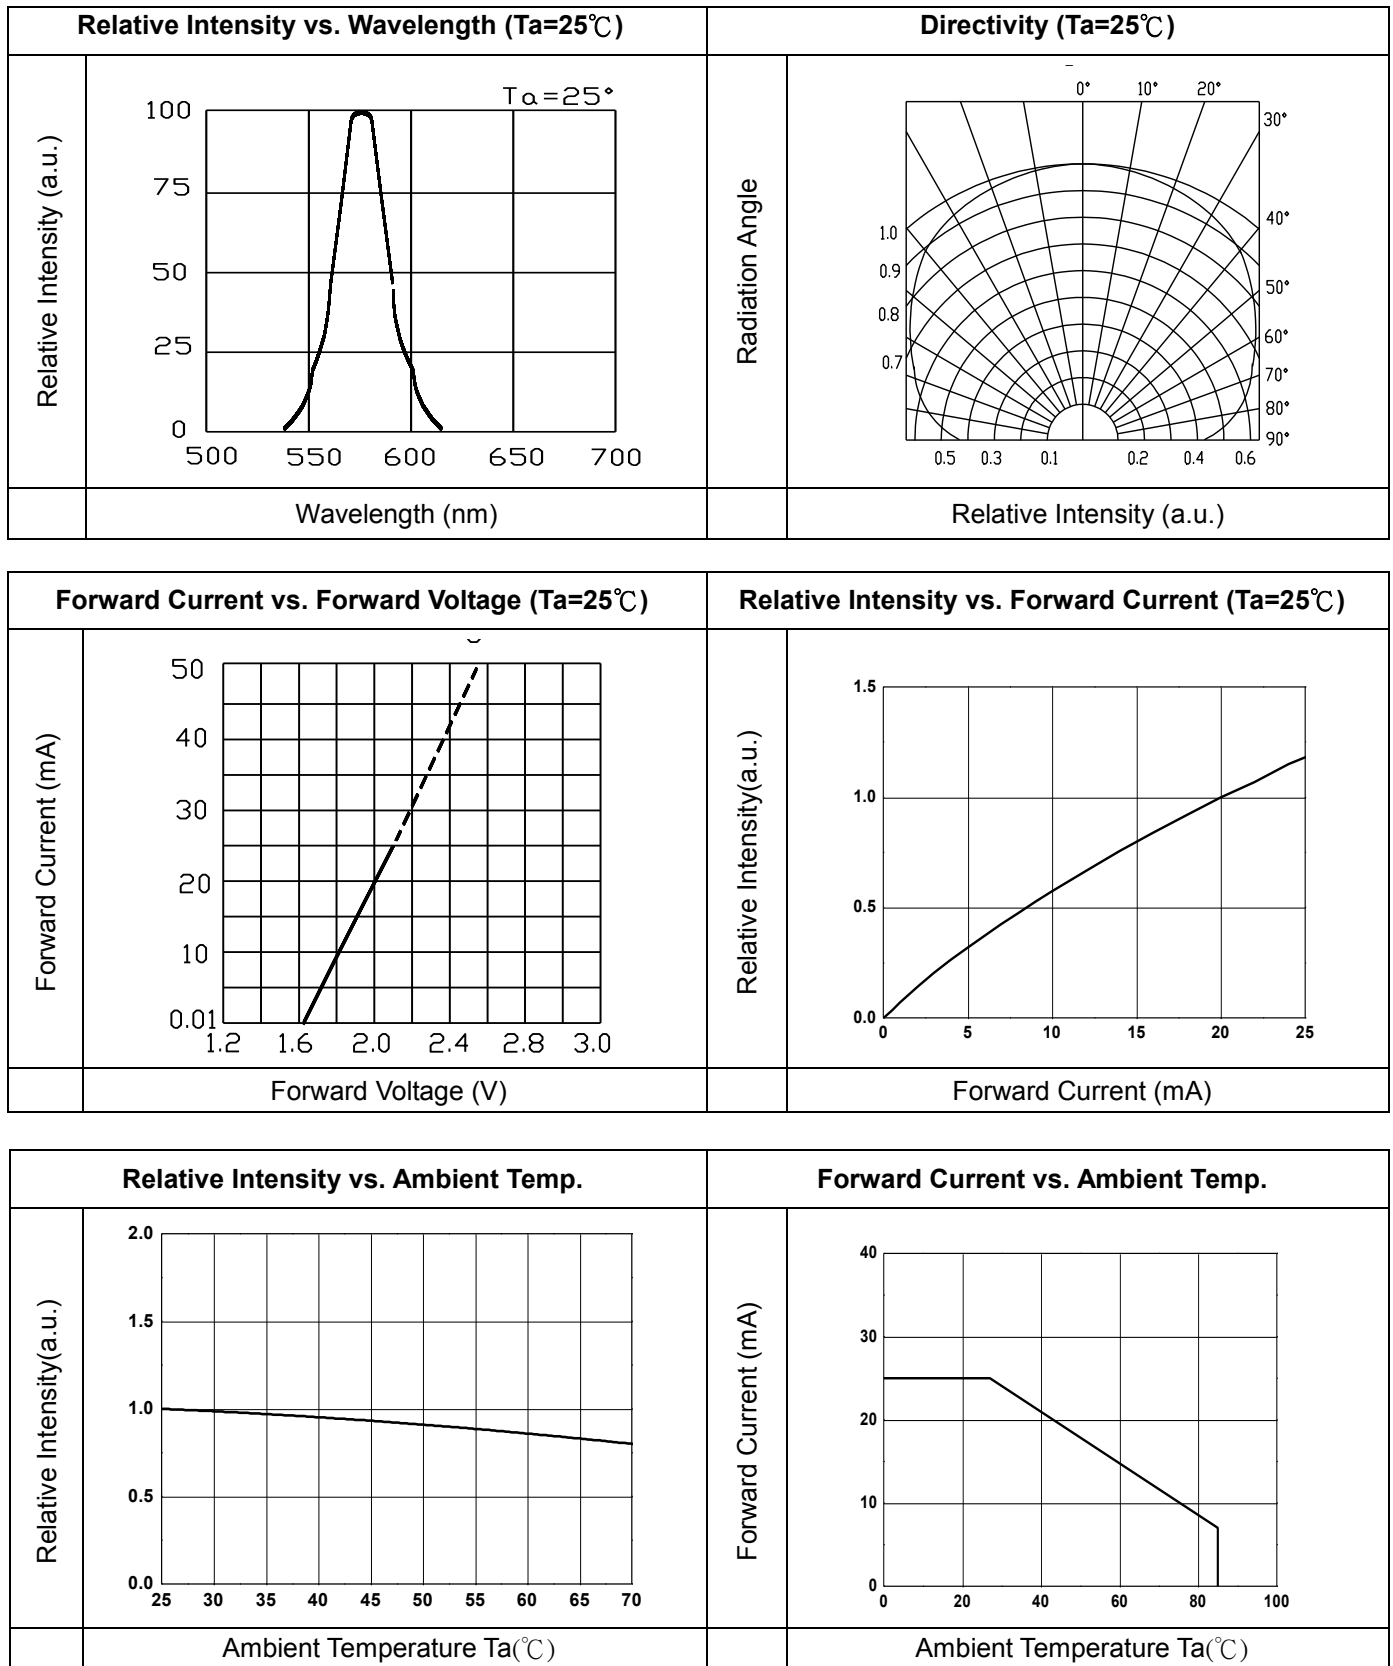 Relative Intensity vs. Wavelength (Ta=25℃)
Directivity (Ta=25℃)
Relative Intensity (a.u.)
Ta=25°
100
75
50
25
0
500 550 600 650 700
Wavelength (nm)
Radiation Angle
0° 10° 20°
30°
40°
50°
60°
70°
80°
90°
1.0
0.9
0.8
0.7
0.5 0.3 0.1 0.2 0.4 0.6
Relative Intensity (a.u.)
Forward Current vs. Forward Voltage (Ta=25℃)
Relative Intensity vs. Forward Current (Ta=25℃)
Forward Current (mA)
50
40
30
20
10
0.01
1.2 1.6 2.0 2.4 2.8 3.0
Forward Voltage (V)
Relative Intensity(a.u.)
1.5
1.0
0.5
0.0
0 5 10 15 20 25
Forward Current (mA)
Relative Intensity vs. Ambient Temp.
Forward Current vs. Ambient Temp.
Relative Intensity(a.u.)
2.0
1.5
1.0
0.5
0.0
25 30 35 40 45 50 55 60 65 70
Ambient Temperature Ta(℃)
Forward Current (mA)
40
30
20
10
0
0 20 40 60 80 100
Ambient Temperature Ta(℃)